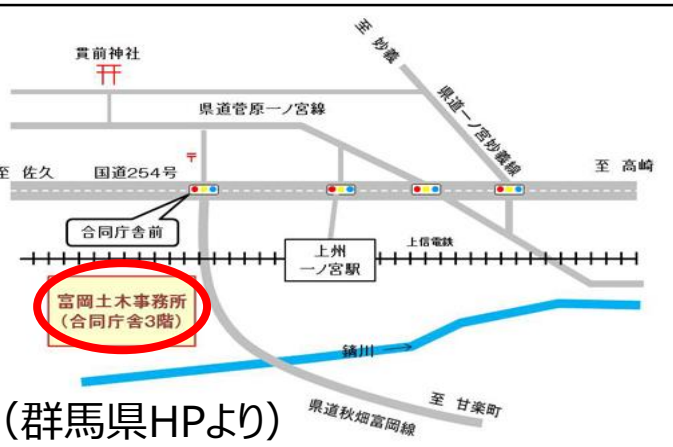 至 妙義
貫前神社
県道菅原一ノ宮線
県道一ノ宮妙義線
〒
至 佐久
国道254号
至 高崎
合同庁舎前
上州
一ノ宮駅
上信電鉄
富岡土木事務所
(合同庁舎3階)
鏑川
県道秋畑富岡線
至 甘楽町
(群馬県HPより)